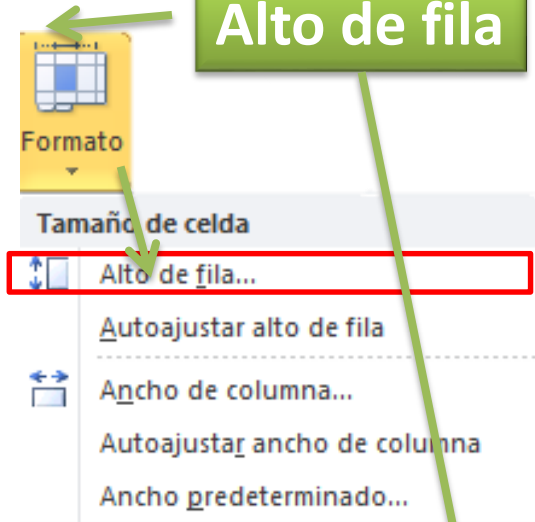 Alto de fila
Formato
Tamaño de celda
Alto de fila...
Autoajustar alto de fila
Ancho de columna...
Autoajustar ancho de columna
Ancho predeterminado...